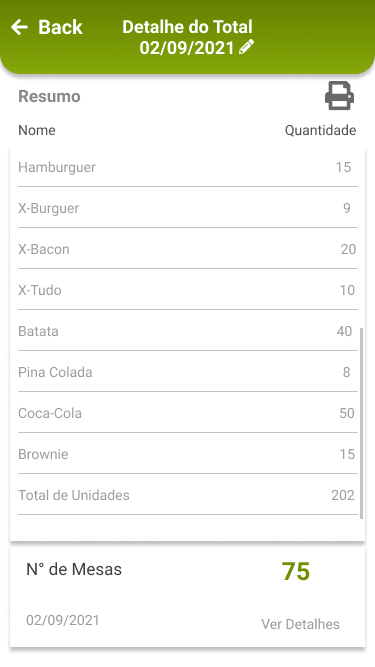 Back
Detalhe do Total
02/09/2021
Resumo
Nome Quantidade
Hamburguer 15
X-Burguer 9
X-Bacon 20
X-Tudo 10
Batata 40
Pina Colada 8
Coca-Cola 50
Brownie 15
Total de Unidades 202
N° de Mesas 75
02/09/2021 Ver Detalhes